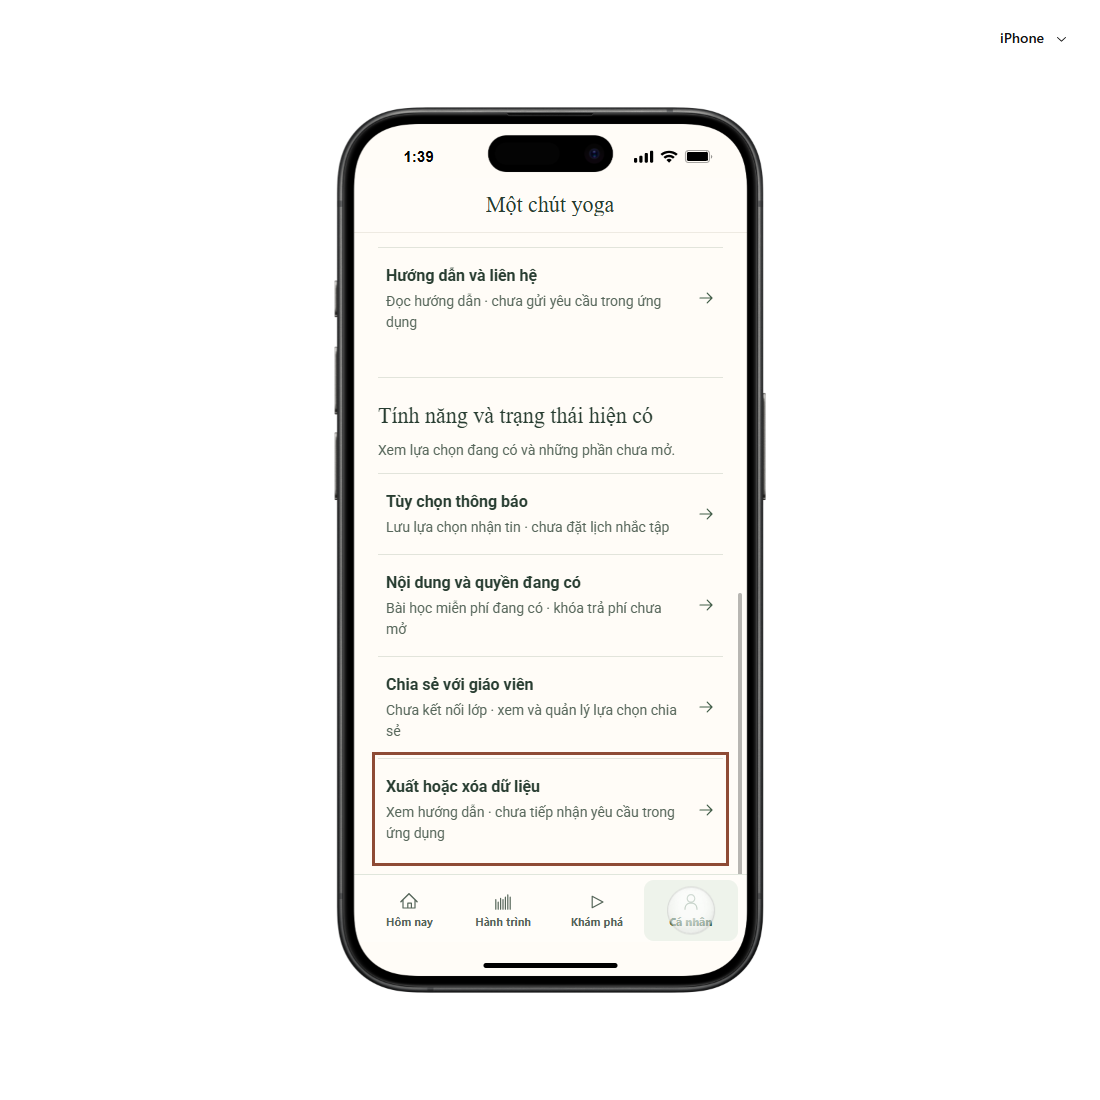 iPhone
1:39
Một chút yoga
Hướng dẫn và liên hệ
Đọc hướng dẫn · chưa gửi yêu cầu trong ứng
dụng
Tính năng và trạng thái hiện có
Xem lựa chọn đang có và những phần chưa mở.
Tùy chọn thông báo
Lưu lựa chọn nhận tin · chưa đặt lịch nhắc tập
Nội dung và quyền đang có
Bài học miễn phí đang có · khóa trả phí chưa
mở
Chia sẻ với giáo viên
Chưa kết nối lớp · xem và quản lý lựa chọn chia
sẻ
Xuất hoặc xóa dữ liệu
Xem hướng dẫn · chưa tiếp nhận yêu cầu trong
ứng dụng
Hôm nay
Hành trình
Khám phá
Cá nhân